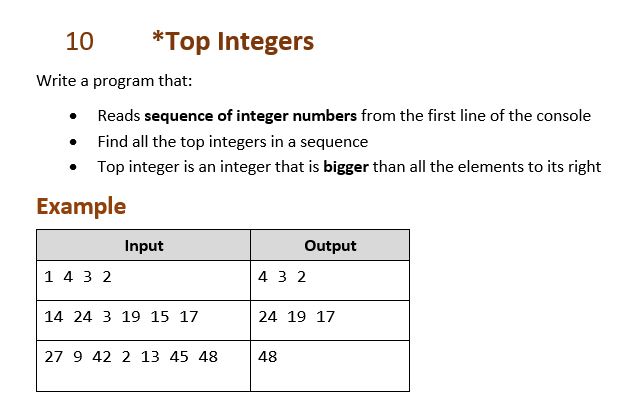 10 *Top Integers
Write a program that:
• Reads sequence of integer numbers from the first line of the console
• Find all the top integers in a sequence
• Top integer is an integer that is bigger than all the elements to its right
Example
Input Output
1 4 3 2 4 3 2
14 24 3 19 15 17 24 19 17
27 9 42 2 13 45 48 48